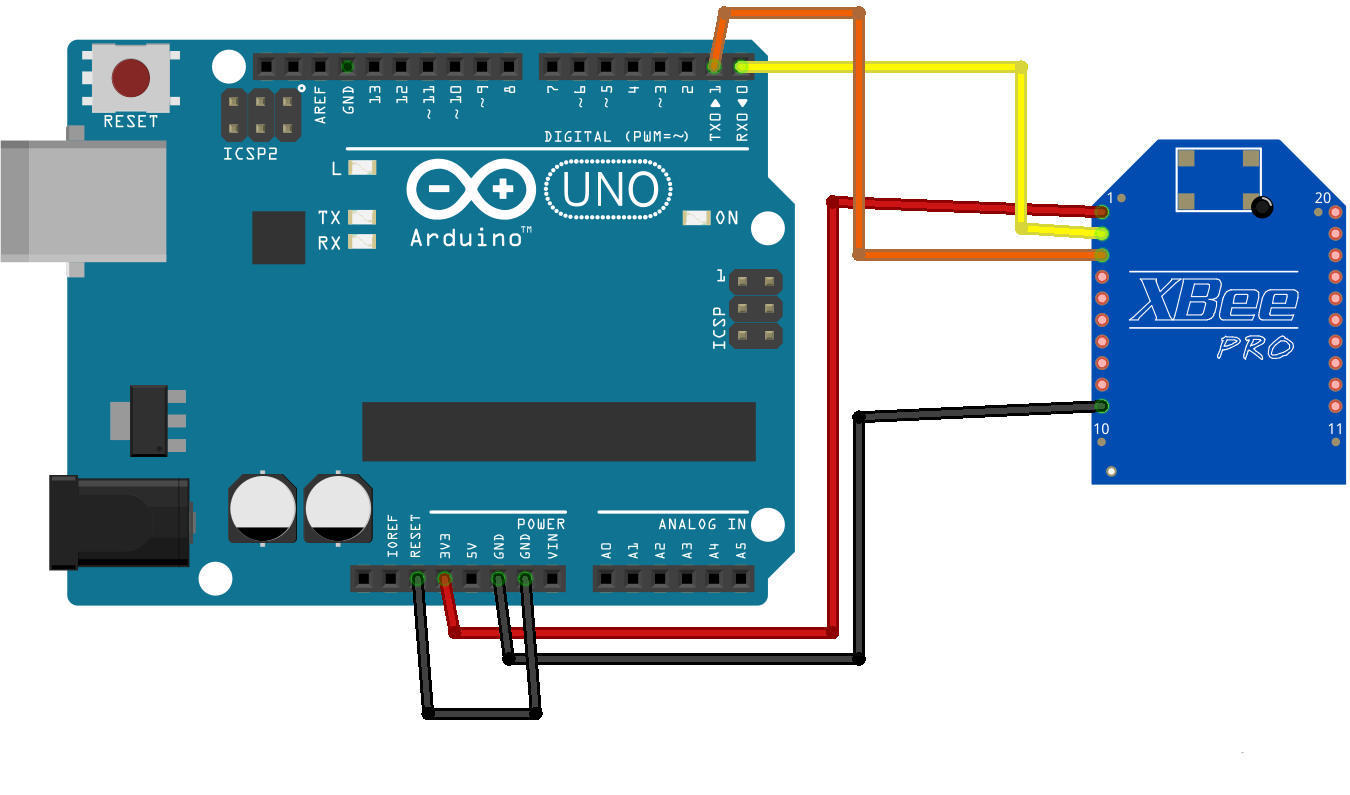 RESET
ICSP2
AREF
GND
13
12
~11
~10
~9
8
7
~6
~5
4
~3
2
TX0▶1
RX0◀0
DIGITAL (PWM=~)
L
TX
RX
UNO
ON
Arduino™
1
ICSP
1
20
XBee
PRO
10
11
POWER
ANALOG IN
IOREF
RESET
3V3
5V
GND
GND
VIN
A0
A1
A2
A3
A4
A5